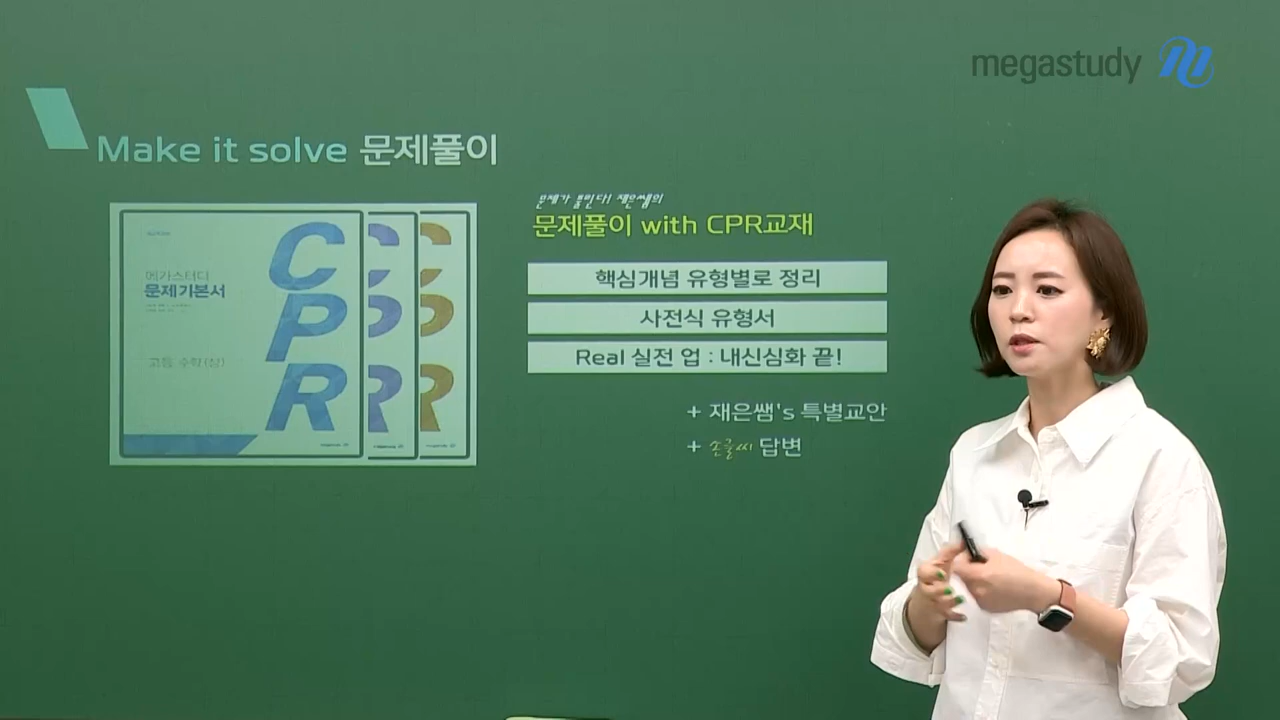 megastudy
Make it solve 문제풀이
문제가 풀린다! 재은쌤의
문제풀이 with CPR교재
메가스터디
문제기본서
고등 수학(상)
C
P
R
핵심개념 유형별로 정리
사전식 유형서
Real 실전 업 : 내신심화 끝!
+ 재은쌤's 특별교안
+ 손글씨 답변